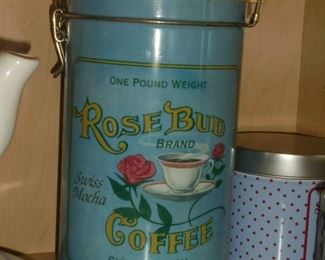 ONE POUND WEIGHT
ROSE BUD
BRAND
Swiss
Mocha
COFFEE